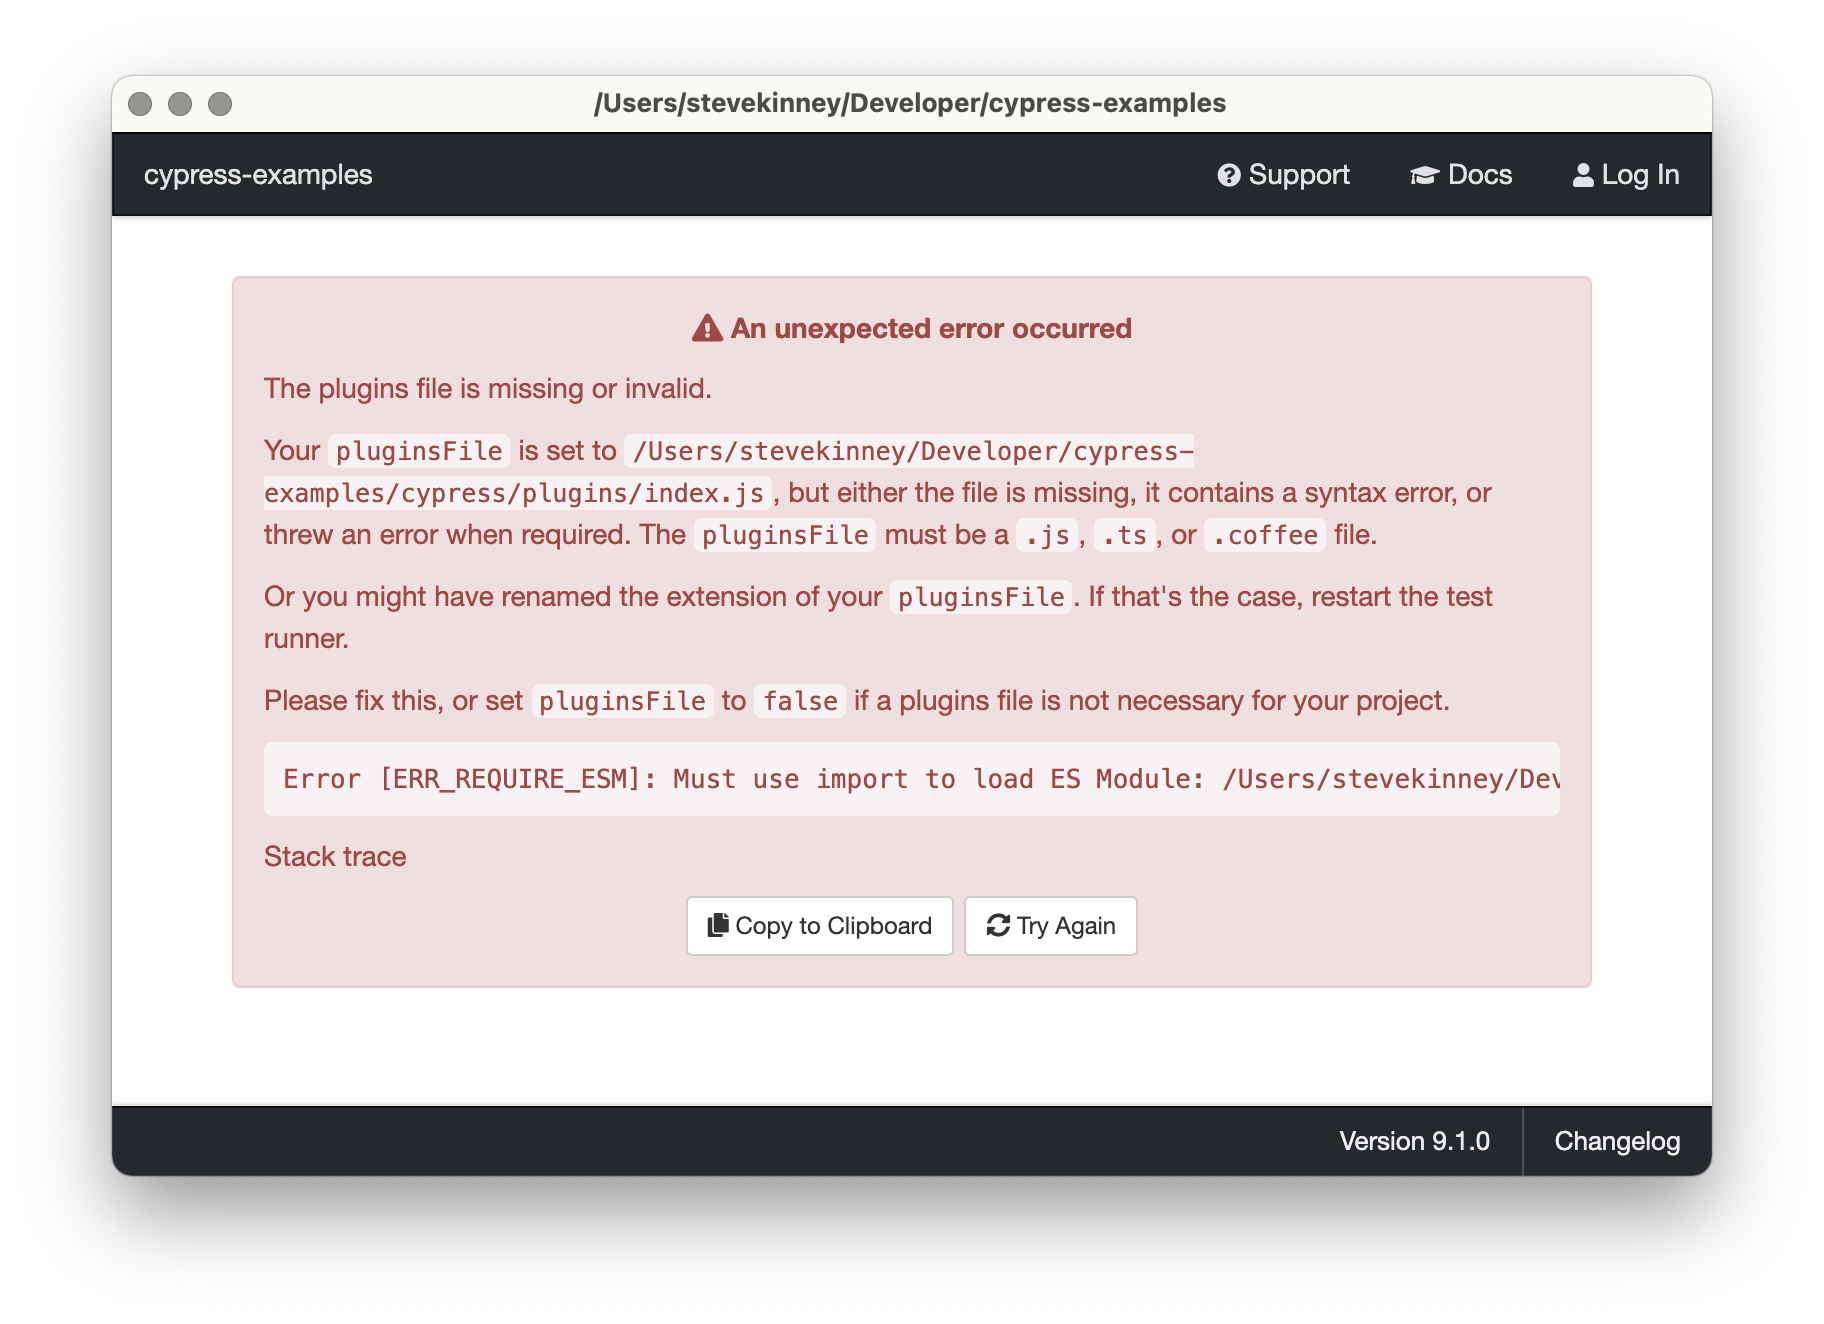 /Users/stevekinney/Developer/cypress-examples
cypress-examples
Support
Docs
Log In
An unexpected error occurred
The plugins file is missing or invalid.
Your pluginsFile is set to /Users/stevekinney/Developer/cypress-
examples/cypress/plugins/index.js, but either the file is missing, it contains a syntax error, or
threw an error when required. The pluginsFile must be a .js, .ts, or .coffee file.
Or you might have renamed the extension of your pluginsFile. If that's the case, restart the test
runner.
Please fix this, or set pluginsFile to false if a plugins file is not necessary for your project.
Error [ERR_REQUIRE_ESM]: Must use import to load ES Module: /Users/stevekinney/Dev
Stack trace
Copy to Clipboard
Try Again
Version 9.1.0
Changelog